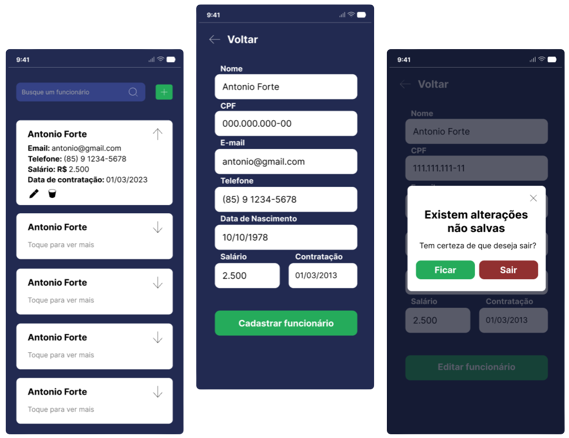 9:41
Busque um funcionário
Antonio Forte
Email: antonio@gmail.com
Telefone: (85) 9 1234-5678
Salário: R$ 2.500
Data de contratação: 01/03/2023
Antonio Forte
Toque para ver mais
Antonio Forte
Toque para ver mais
Antonio Forte
Toque para ver mais
Antonio Forte
Toque para ver mais
9:41
Voltar
Nome
Antonio Forte
CPF
000.000.000-00
E-mail
antonio@gmail.com
Telefone
(85) 9 1234-5678
Data de Nascimento
10/10/1978
Salário Contratação
2.500 01/03/2013
Cadastrar funcionário
9:41
Voltar
Nome
Antonio Forte
CPF
111.111.111-11
Existem alterações
não salvas
Tem certeza de que deseja sair?
Ficar Sair
Salário Contratação
2.500 01/03/2013
Editar funcionário